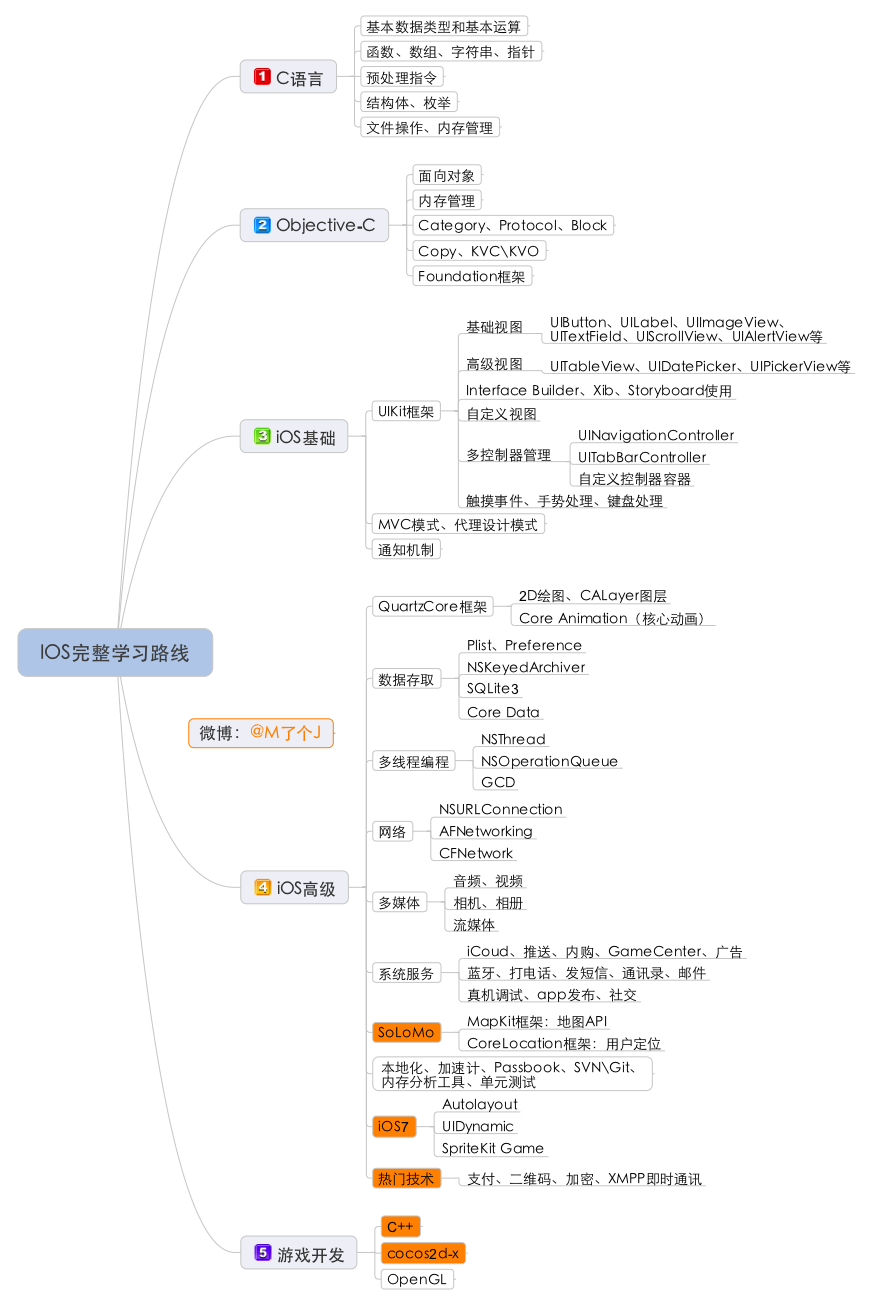 1 C语言
基本数据类型和基本运算
函数、数组、字符串、指针
预处理指令
结构体、枚举
文件操作、内存管理
2 Objective-C
面向对象
内存管理
Category、Protocol、Block
Copy、KVC\KVO
Foundation框架
3 iOS基础
UIKit框架
基础视图
UIButton、UILabel、UIImageView、
UITextField、UIScrollView、UIAlertView等
高级视图
UITableView、UIDatePicker、UIPickerView等
Interface Builder、Xib、Storyboard使用
自定义视图
多控制器管理
UINavigationController
UITabBarController
自定义控制器容器
触摸事件、手势处理、键盘处理
MVC模式、代理设计模式
通知机制
IOS完整学习路线
微博：@M了个J
4 iOS高级
QuartzCore框架
2D绘图、CALayer图层
Core Animation（核心动画）
数据存取
Plist、Preference
NSKeyedArchiver
SQLite3
Core Data
多线程编程
NSThread
NSOperationQueue
GCD
网络
NSURLConnection
AFNetworking
CFNetwork
多媒体
音频、视频
相机、相册
流媒体
系统服务
iCoud、推送、内购、GameCenter、广告
蓝牙、打电话、发短信、通讯录、邮件
真机调试、app发布、社交
SoLoMo
MapKit框架：地图API
CoreLocation框架：用户定位
本地化、加速计、Passbook、SVN\Git、
内存分析工具、单元测试
iOS7
Autolayout
UIDynamic
SpriteKit Game
热门技术
支付、二维码、加密、XMPP即时通讯
5 游戏开发
C++
cocos2d-x
OpenGL